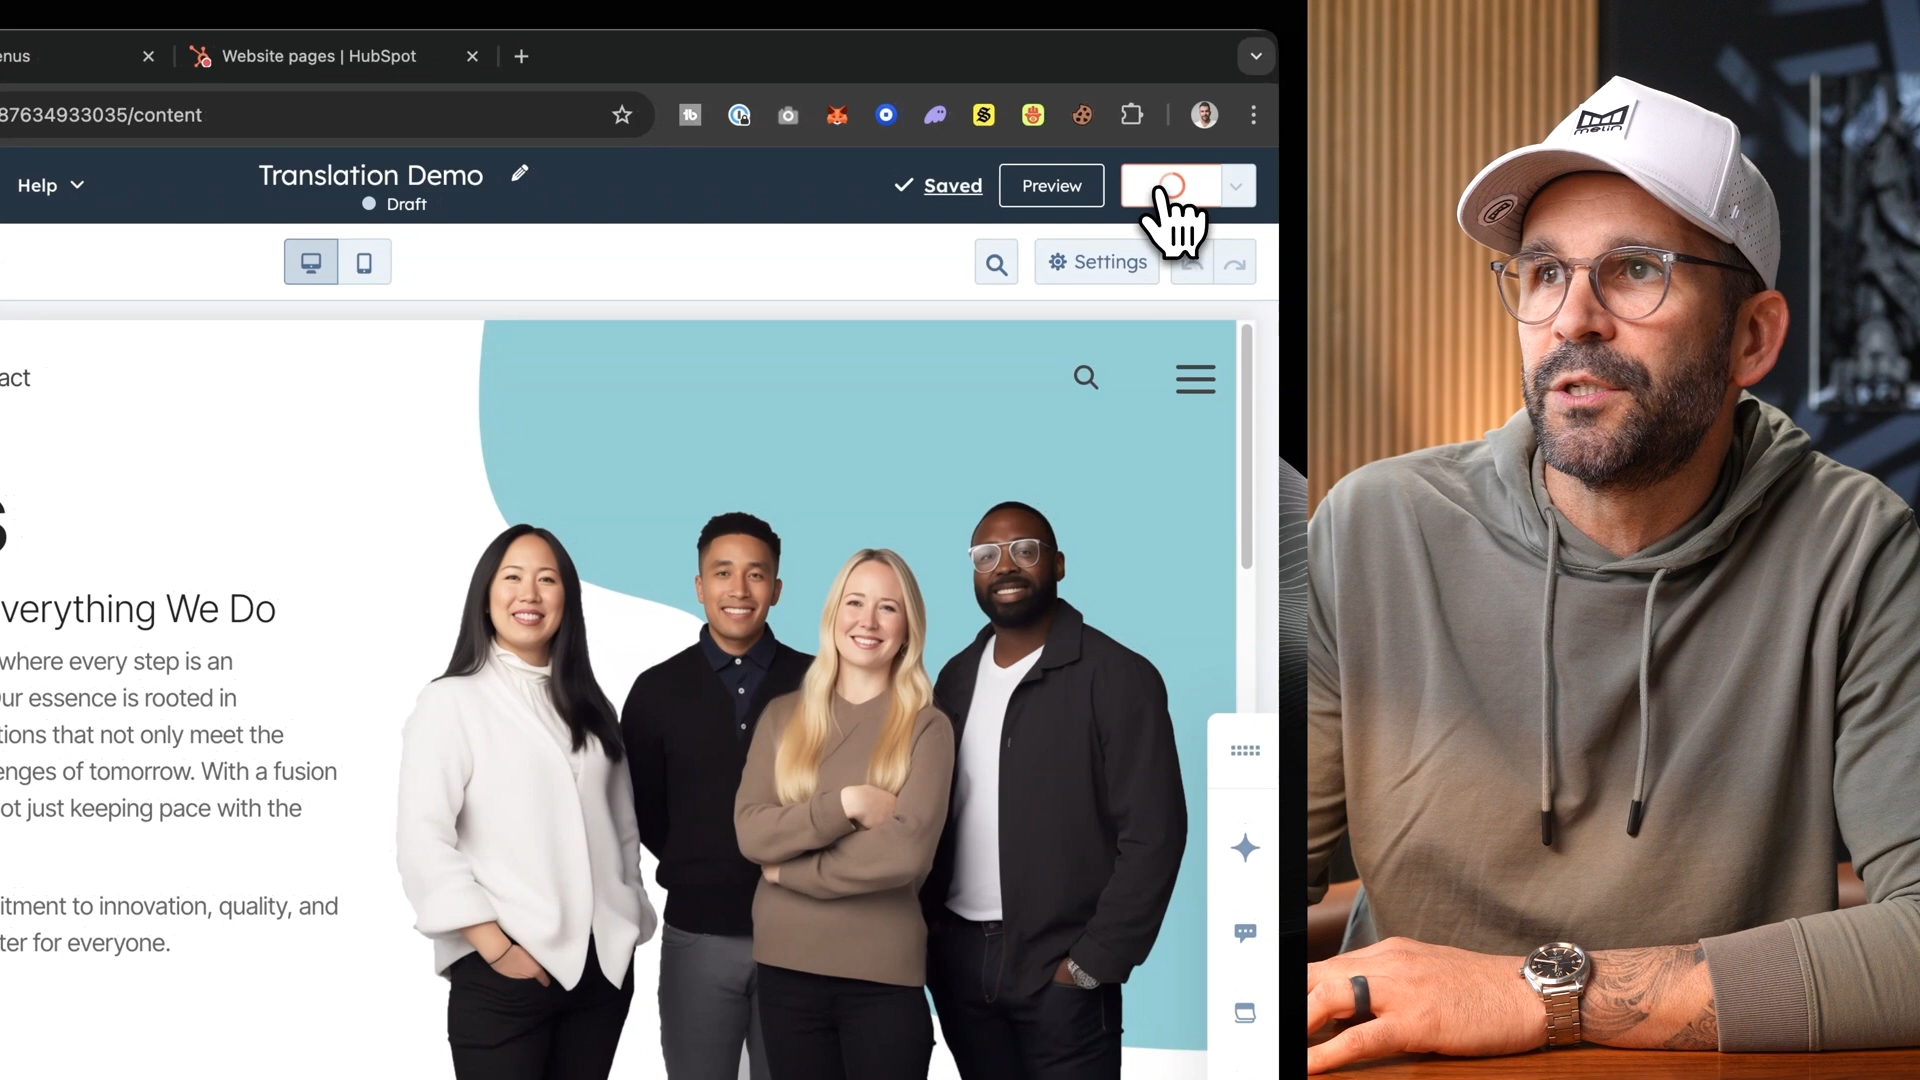 enus
Website pages | HubSpot
87634933035/content
Help
Translation Demo
Draft
Saved
Preview
Settings
act
s
verything We Do
where every step is an
ur essence is rooted in
tions that not only meet the
enges of tomorrow. With a fusion
ot just keeping pace with the
itment to innovation, quality, and
ter for everyone.
melin